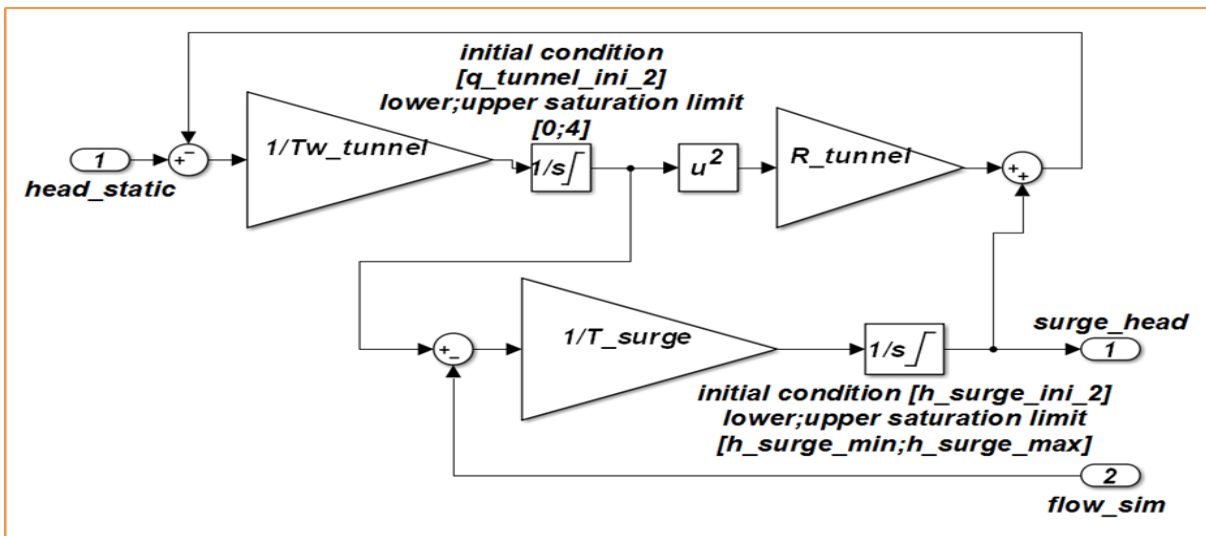 initial condition
[q_tunnel_ini_2]
lower;upper saturation limit
[0;4]
1/Tw_tunnel
1
+
−
head_static
1/s
u²
R_tunnel
+
+
1/T_surge
+
−
1/s
surge_head
1
initial condition [h_surge_ini_2]
lower;upper saturation limit
[h_surge_min;h_surge_max]
2
flow_sim